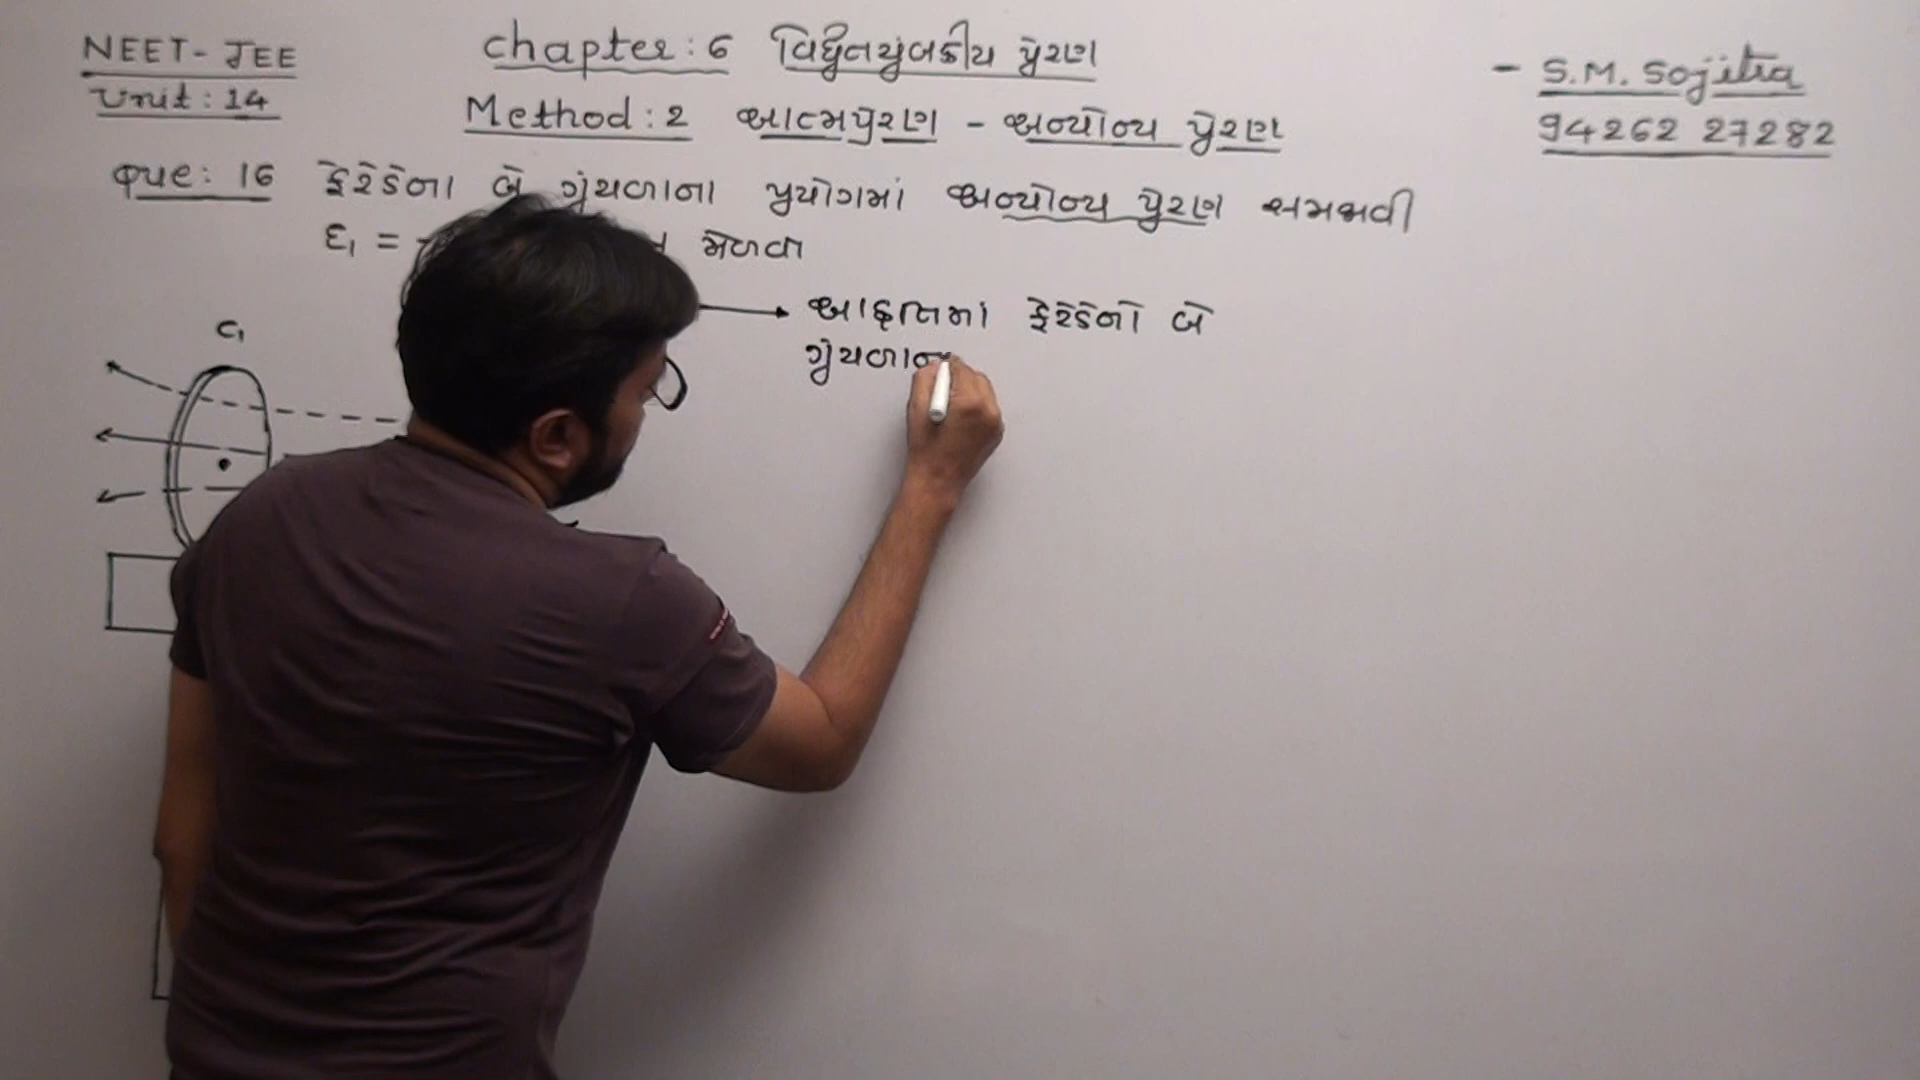 NEET - JEE
Unit : 14
Chapter : 6 વિદ્યુતચુંબકીય પ્રેરણ
Method : 2 આત્મપ્રેરણ - અન્યોન્ય પ્રેરણ
- S.M. Sojitra
94262 27282
que : 16 ફેરેડેના બે ગૂંચળાના પ્રયોગમાં અન્યોન્ય પ્રેરણ સમજાવી
ε₁ = મેળવો
C₁
આકૃતિમાં ફેરેડેનો બે
ગૂંચળાન